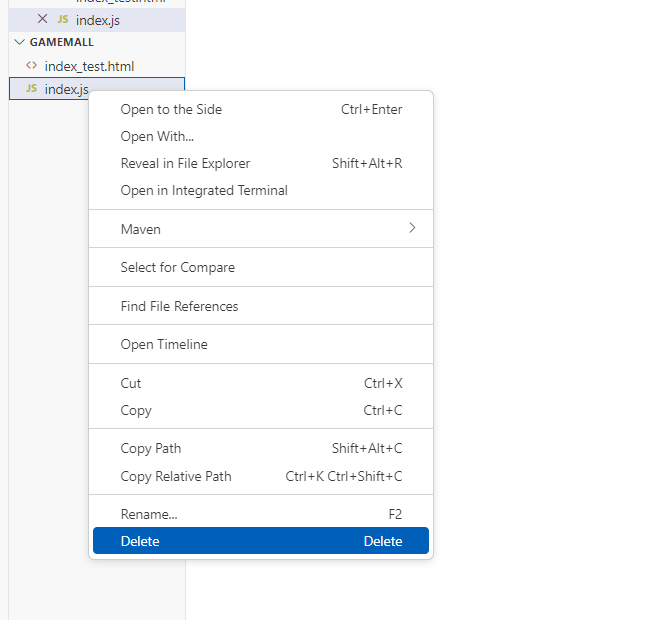 JS index.js
GAMEMALL
<> index_test.html
JS index.js
Open to the Side Ctrl+Enter
Open With...
Reveal in File Explorer Shift+Alt+R
Open in Integrated Terminal
Maven
Select for Compare
Find File References
Open Timeline
Cut Ctrl+X
Copy Ctrl+C
Copy Path Shift+Alt+C
Copy Relative Path Ctrl+K Ctrl+Shift+C
Rename... F2
Delete Delete